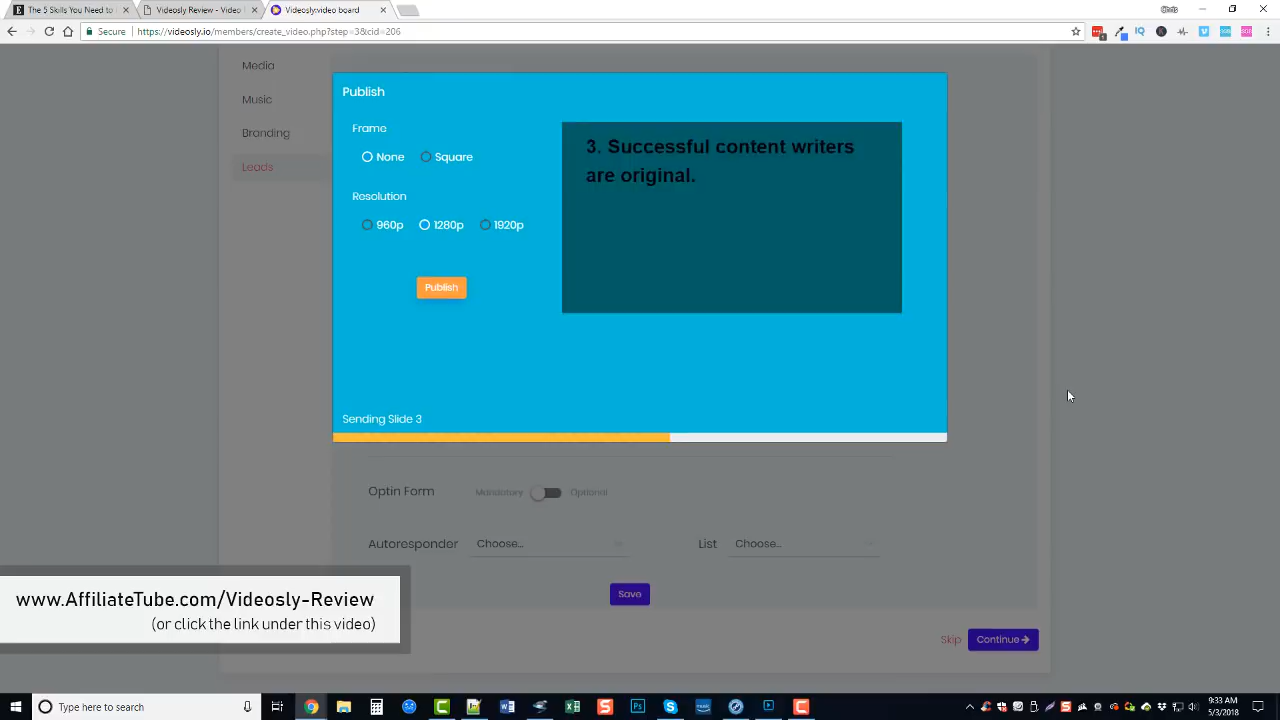 The 5 Skills You Need to
Videosly Review - Video
Videosly:video board
Chris
Secure
https://videosly.io/members/create_video.php?step=3&cid=206
Media
Music
Branding
Leads
Publish
Frame
None
Square
Resolution
960p
1280p
1920p
Publish
3. Successful content writers
are original.
Sending Slide 3
Optin Form
Mandatory
Optional
Autoresponder
Choose...
List
Choose...
Save
www.AffiliateTube.com/Videosly-Review
(or click the link under this video)
Skip
Continue
Type here to search
9:33 AM
5/3/2018